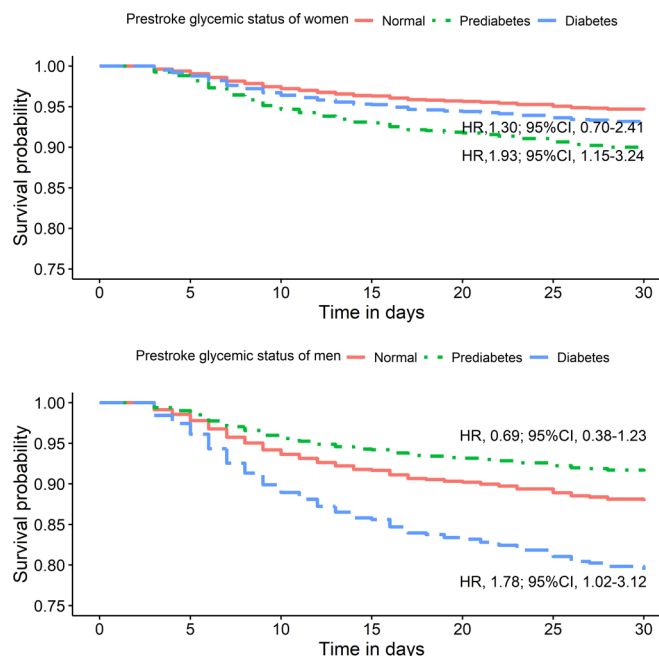 Prestroke glycemic status of women Normal Prediabetes Diabetes
1.00
0.95
0.90
0.85
0.80
0.75
Survival probability
HR,1.30; 95%CI, 0.70-2.41
HR,1.93; 95%CI, 1.15-3.24
0 5 10 15 20 25 30
Time in days
Prestroke glycemic status of men Normal Prediabetes Diabetes
1.00
0.95
0.90
0.85
0.80
0.75
Survival probability
HR, 0.69; 95%CI, 0.38-1.23
HR, 1.78; 95%CI, 1.02-3.12
0 5 10 15 20 25 30
Time in days